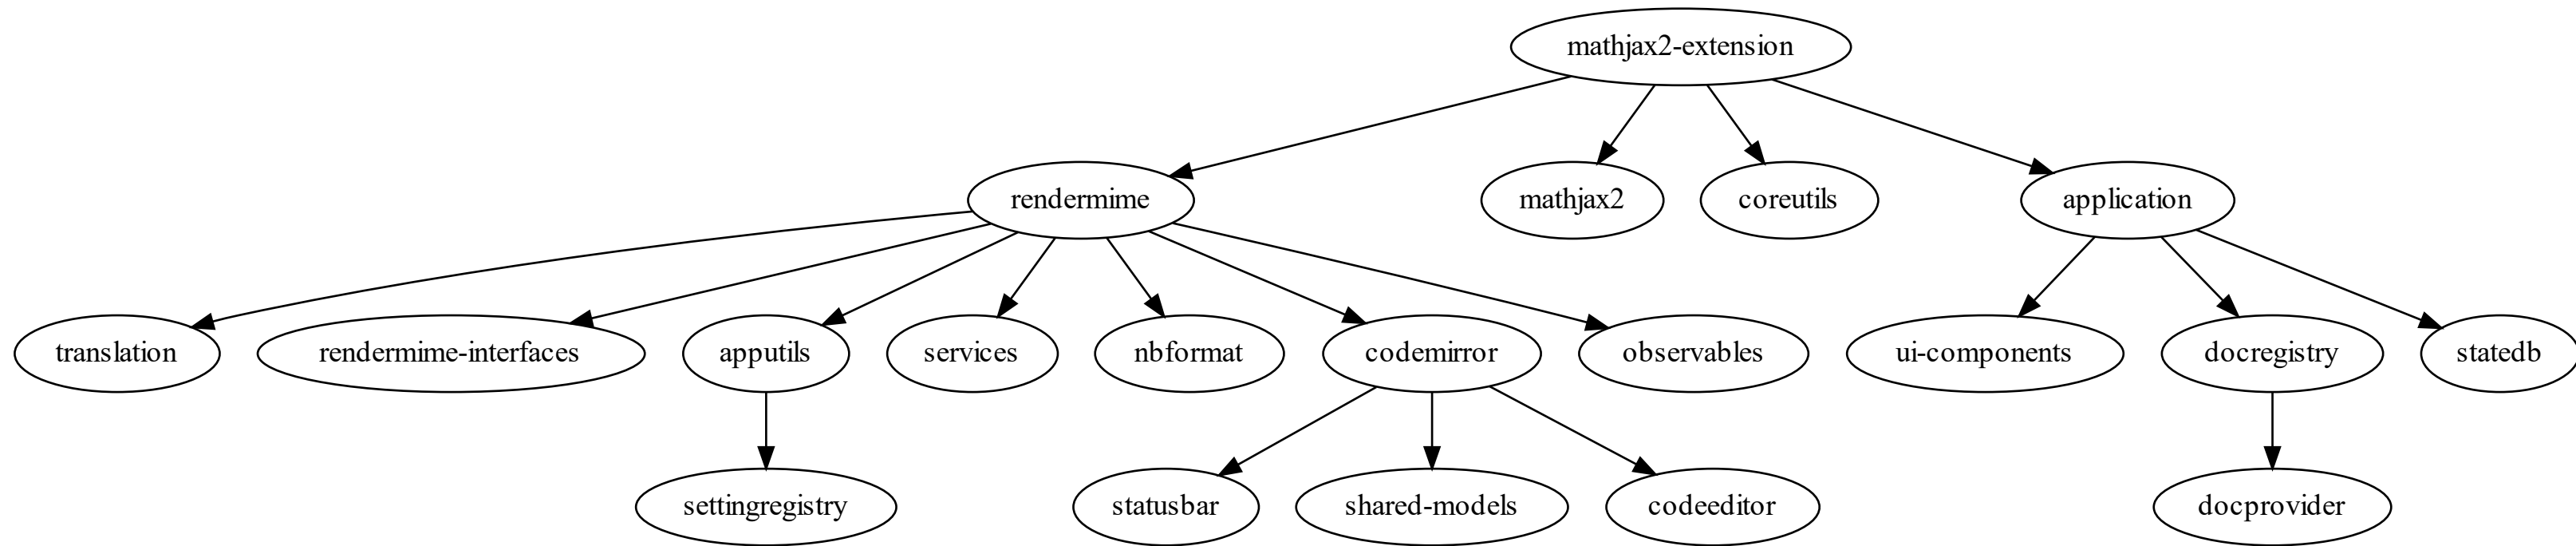 mathjax2-extension
rendermime
mathjax2
coreutils
application
translation
rendermime-interfaces
apputils
services
nbformat
codemirror
observables
ui-components
docregistry
statedb
settingregistry
statusbar
shared-models
codeeditor
docprovider